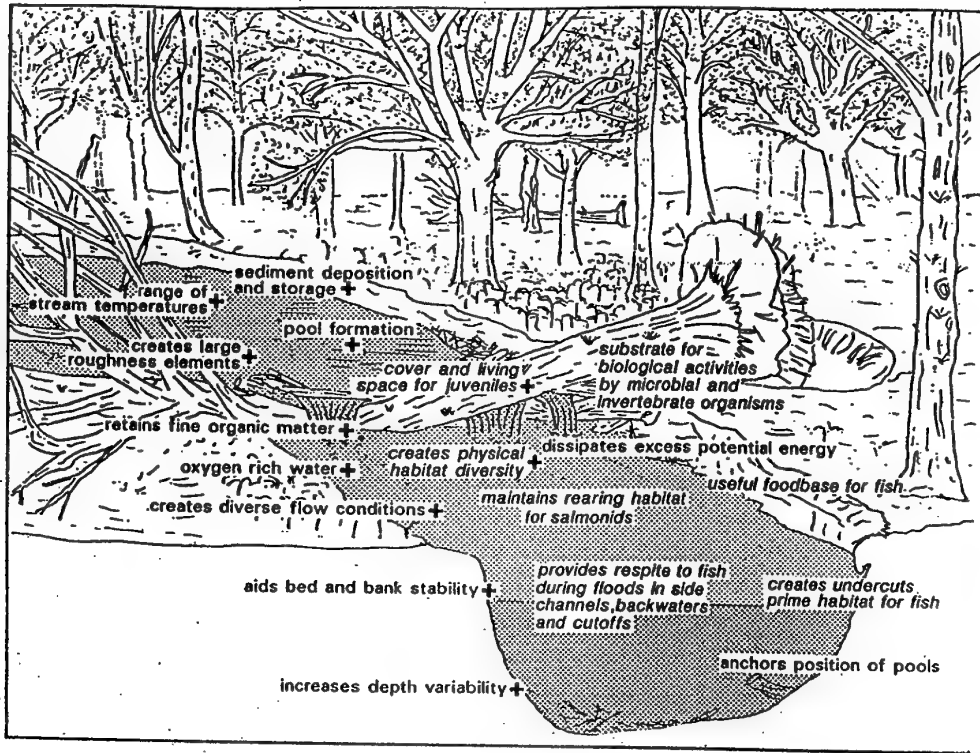 sediment deposition
and storage +
range of
stream temperatures +
pool formation
+
creates large
roughness elements +
cover and living
space for juveniles +
substrate for
biological activities
by microbial and
invertebrate organisms
retains fine organic matter +
creates physical
habitat diversity +
dissipates excess potential energy
oxygen rich water +
useful foodbase for fish
maintains rearing habitat
for salmonids
creates diverse flow conditions +
aids bed and bank stability +
provides respite to fish
during floods in side
channels, backwaters
and cutoffs
creates undercuts
prime habitat for fish
anchors position of pools
increases depth variability +